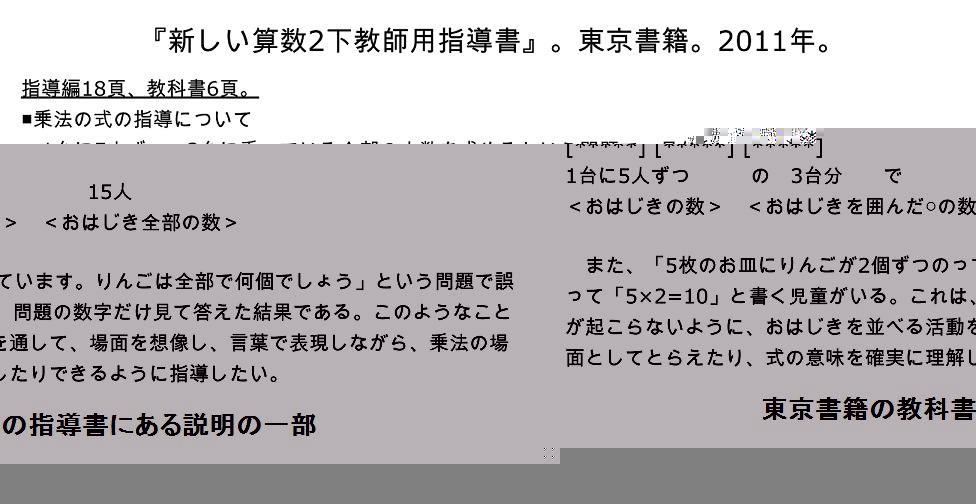 『新しい算数2下教師用指導書』。東京書籍。2011年。
指導編18頁、教科書6頁。
■乗法の式の指導について
1台に5人ずつ の 3台分 で
15人
<おはじきの数> <おはじきを囲んだ○の数
> <おはじき全部の数>
また、「5枚のお皿にりんごが2個ずつのって
ています。りんごは全部で何個でしょう」という問題で誤
って「5×2=10」と書く児童がいる。これは、
問題の数字だけ見て答えた結果である。このようなこと
が起こらないように、おはじきを並べる活動を
を通して、場面を想像し、言葉で表現しながら、乗法の場
面としてとらえたり、式の意味を確実に理解し
したりできるように指導したい。
東京書籍の教科書
の指導書にある説明の一部